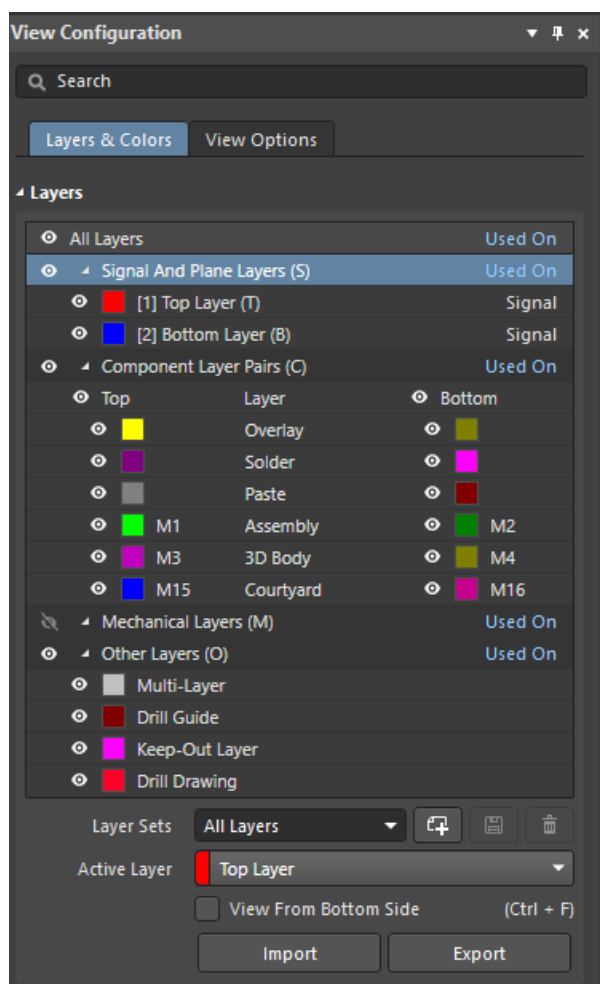 View Configuration
Search
Layers & Colors View Options
Layers
All Layers Used On
Signal And Plane Layers (S) Used On
[1] Top Layer (T) Signal
[2] Bottom Layer (B) Signal
Component Layer Pairs (C) Used On
Top Layer Bottom
Overlay
Solder
Paste
M1 Assembly M2
M3 3D Body M4
M15 Courtyard M16
Mechanical Layers (M) Used On
Other Layers (O) Used On
Multi-Layer
Drill Guide
Keep-Out Layer
Drill Drawing
Layer Sets All Layers
Active Layer Top Layer
View From Bottom Side (Ctrl + F)
Import Export